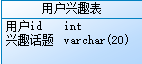 用户兴趣表
用户id int
兴趣话题 varchar(20)